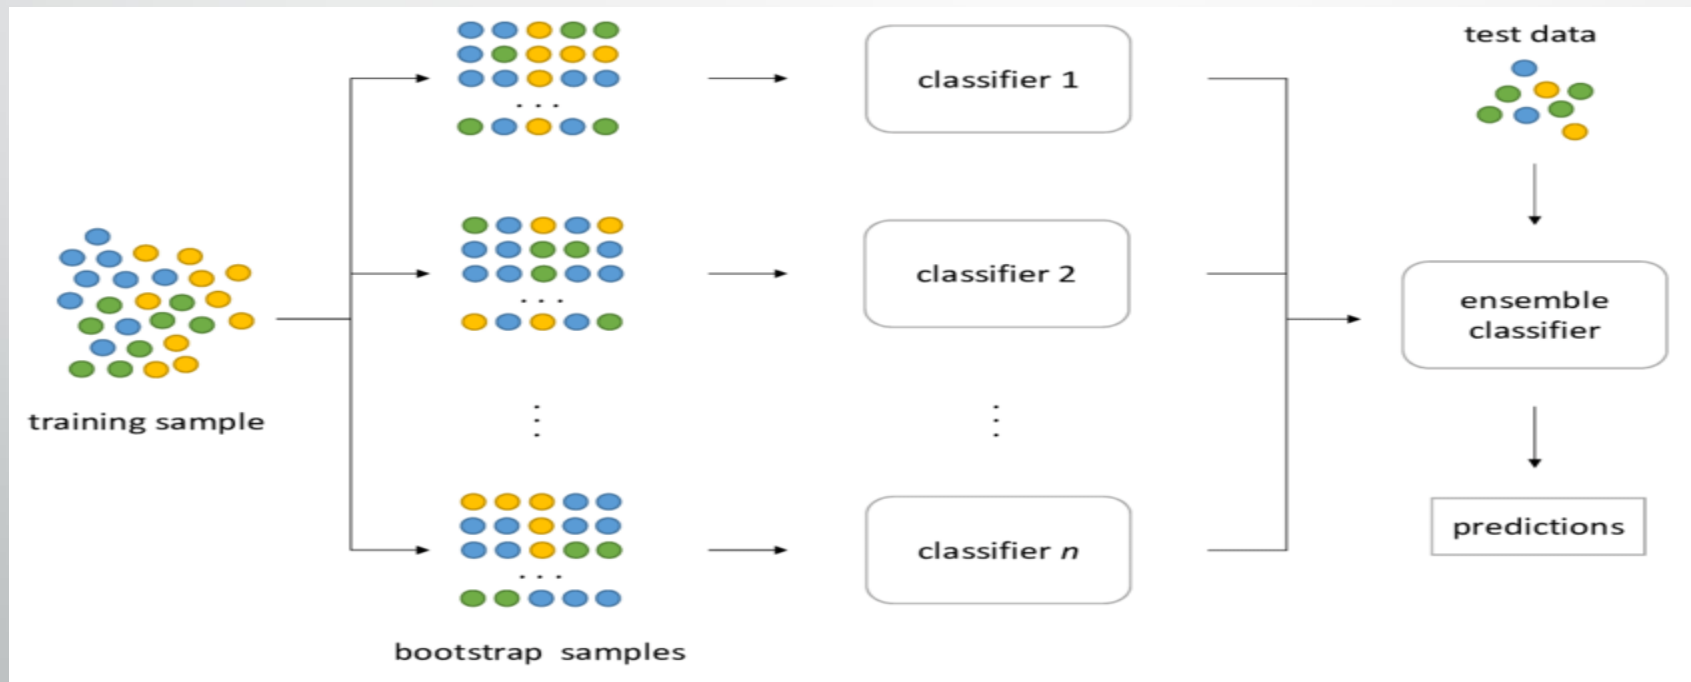 training sample
bootstrap samples
classifier 1
classifier 2
classifier n
test data
ensemble
classifier
predictions